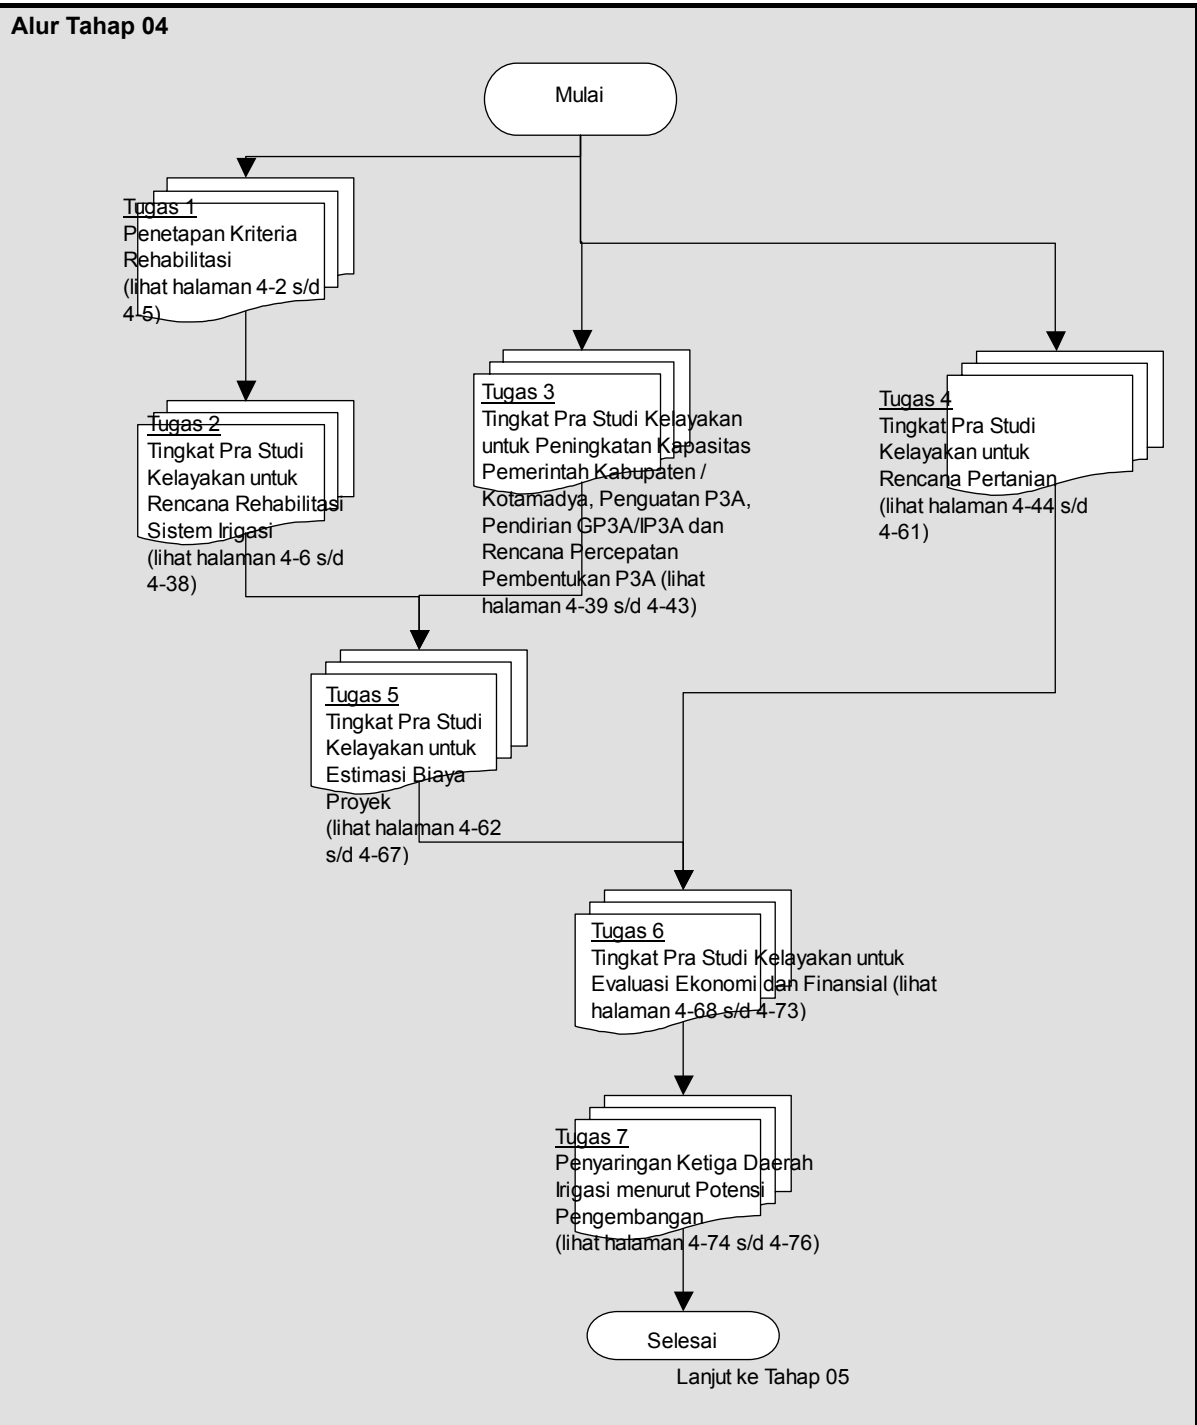 Alur Tahap 04
Mulai
Tugas 1
Penetapan Kriteria
Rehabilitasi
(lihat halaman 4-2 s/d
4-5)
Tugas 2
Tingkat Pra Studi
Kelayakan untuk
Rencana Rehabilitasi
Sistem Irigasi
(lihat halaman 4-6 s/d
4-38)
Tugas 3
Tingkat Pra Studi Kelayakan
untuk Peningkatan Kapasitas
Pemerintah Kabupaten /
Kotamadya, Penguatan P3A,
Pendirian GP3A/IP3A dan
Rencana Percepatan
Pembentukan P3A (lihat
halaman 4-39 s/d 4-43)
Tugas 4
Tingkat Pra Studi
Kelayakan untuk
Rencana Pertanian
(lihat halaman 4-44 s/d
4-61)
Tugas 5
Tingkat Pra Studi
Kelayakan untuk
Estimasi Biaya
Proyek
(lihat halaman 4-62
s/d 4-67)
Tugas 6
Tingkat Pra Studi Kelayakan untuk
Evaluasi Ekonomi dan Finansial (lihat
halaman 4-68 s/d 4-73)
Tugas 7
Penyaringan Ketiga Daerah
Irigasi menurut Potensi
Pengembangan
(lihat halaman 4-74 s/d 4-76)
Selesai
Lanjut ke Tahap 05